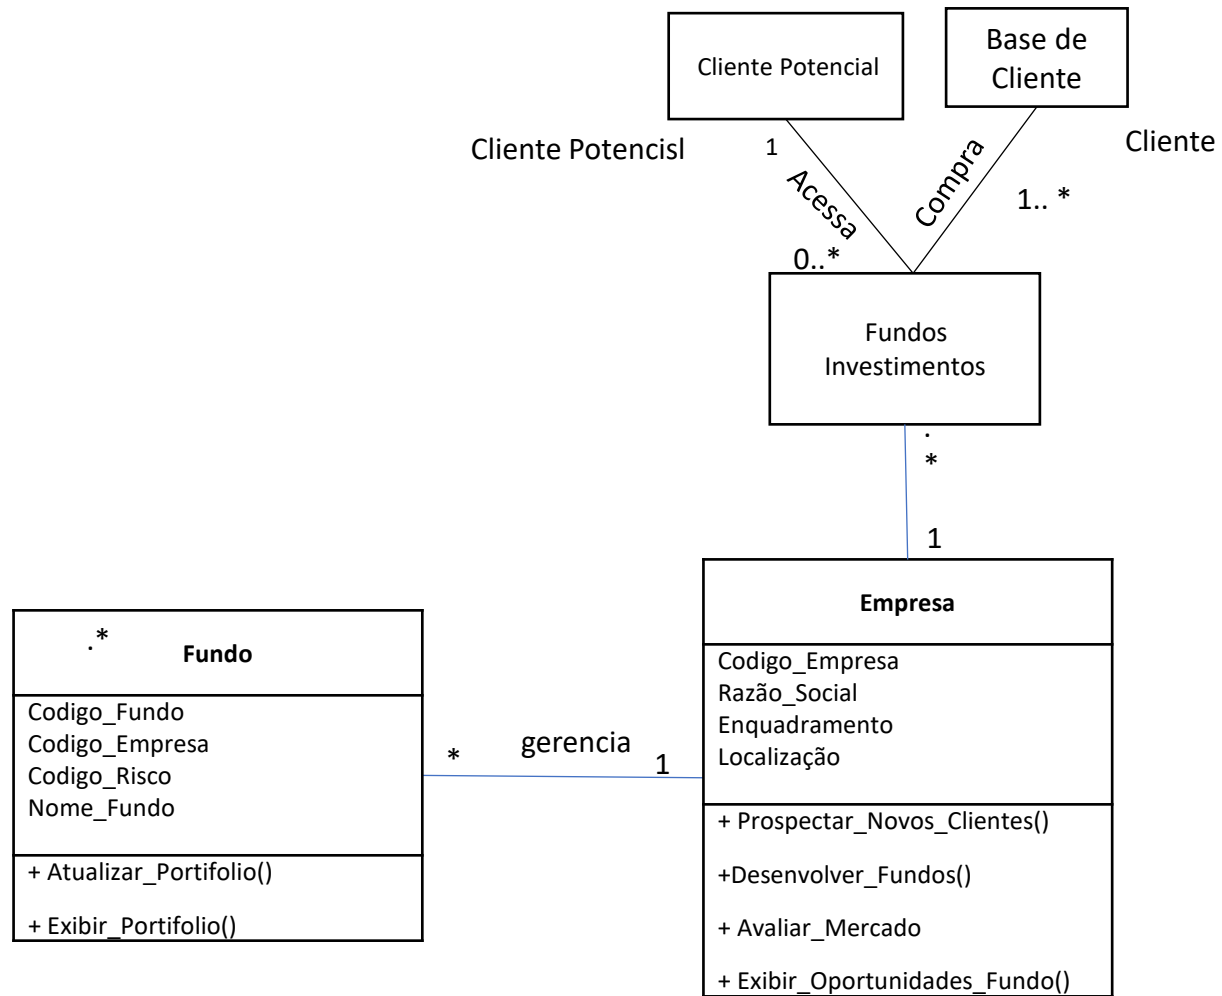 Cliente Potencial
Base de
Cliente
Cliente Potencisl
1
Cliente
Acessa
Compra
1.. *
0..*
Fundos
Investimentos
.
*
1
Empresa
Codigo_Empresa
Razão_Social
Enquadramento
Localização
+ Prospectar_Novos_Clientes()
+Desenvolver_Fundos()
+ Avaliar_Mercado
+ Exibir_Oportunidades_Fundo()
.*
Fundo
Codigo_Fundo
Codigo_Empresa
Codigo_Risco
Nome_Fundo
+ Atualizar_Portifolio()
+ Exibir_Portifolio()
*
gerencia
1